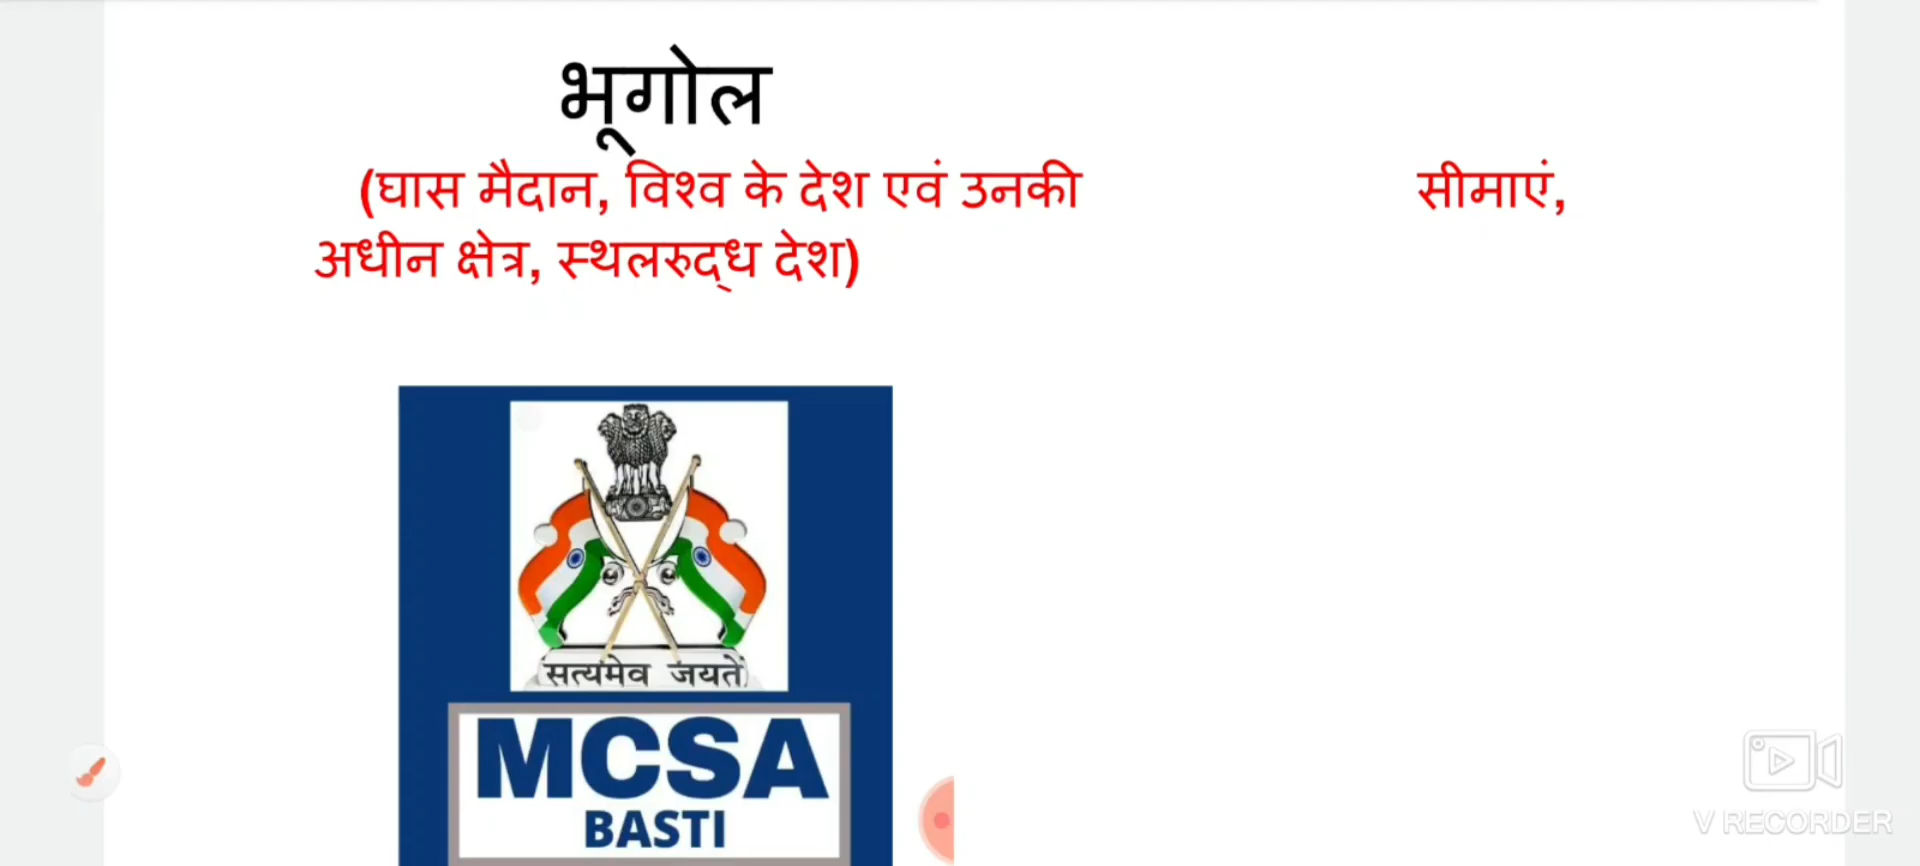 भूगोल
(घास मैदान, विश्व के देश एवं उनकी सीमाएं,
अधीन क्षेत्र, स्थलरुद्ध देश)
सत्यमेव जयते
MCSA
BASTI
V RECORDER